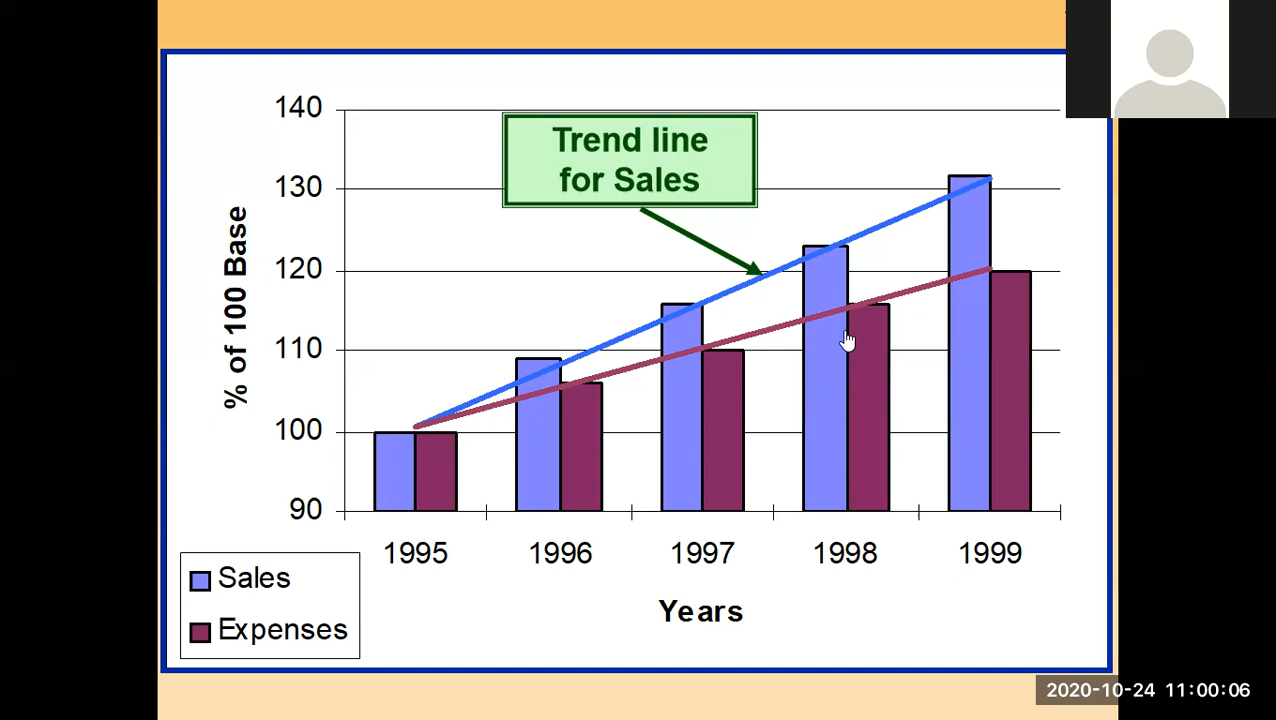 140
130
120
110
100
90
% of 100 Base
Trend line
for Sales
1995 1996 1997 1998 1999
Years
Sales
Expenses
2020-10-24 11:00:06